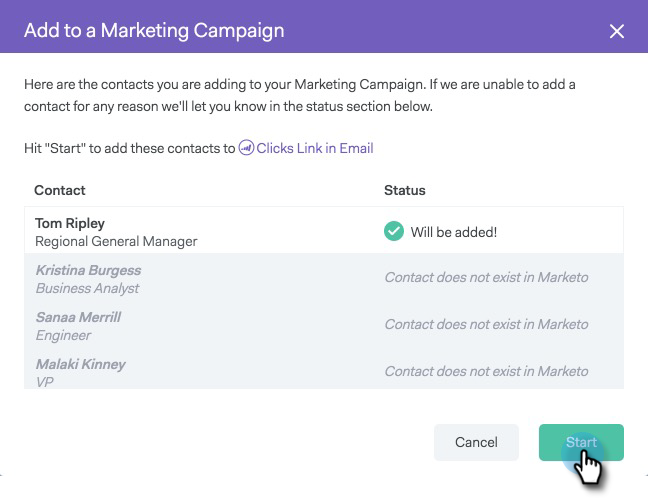 Add to a Marketing Campaign
Here are the contacts you are adding to your Marketing Campaign. If we are unable to add a
contact for any reason we'll let you know in the status section below.
Hit "Start" to add these contacts to Clicks Link in Email
Contact Status
Tom Ripley
Regional General Manager
Will be added!
Kristina Burgess
Business Analyst
Contact does not exist in Marketo
Sanaa Merrill
Engineer
Contact does not exist in Marketo
Malaki Kinney
VP
Contact does not exist in Marketo
Cancel Start